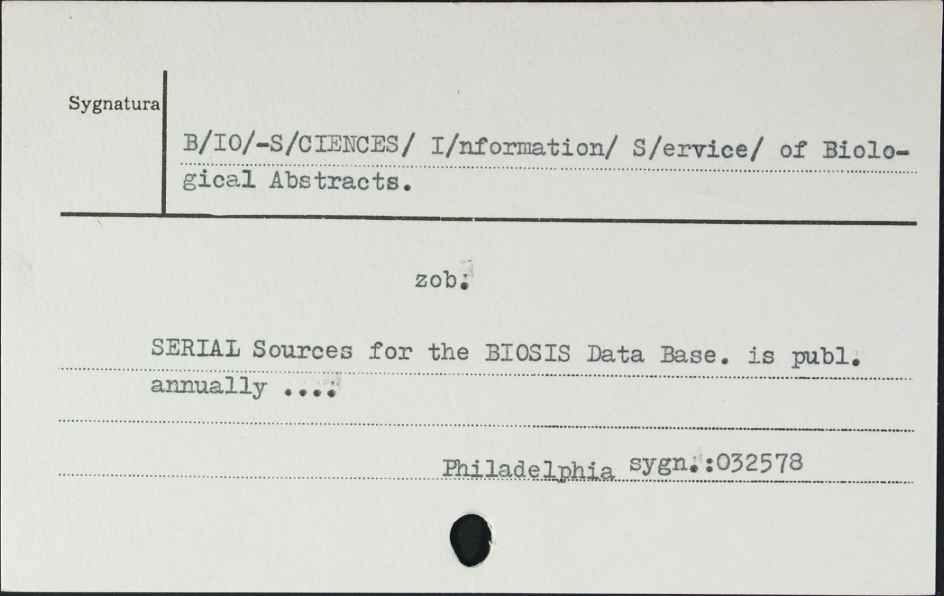 Sygnatura
B/IO/-S/CIENCES/ I/nformation/ S/ervice/ of Biolo-
gical Abstracts.
zob:
SERIAL Sources for the BIOSIS Data Base. is publ.
annually ....
Philadelphia sygn.:032578